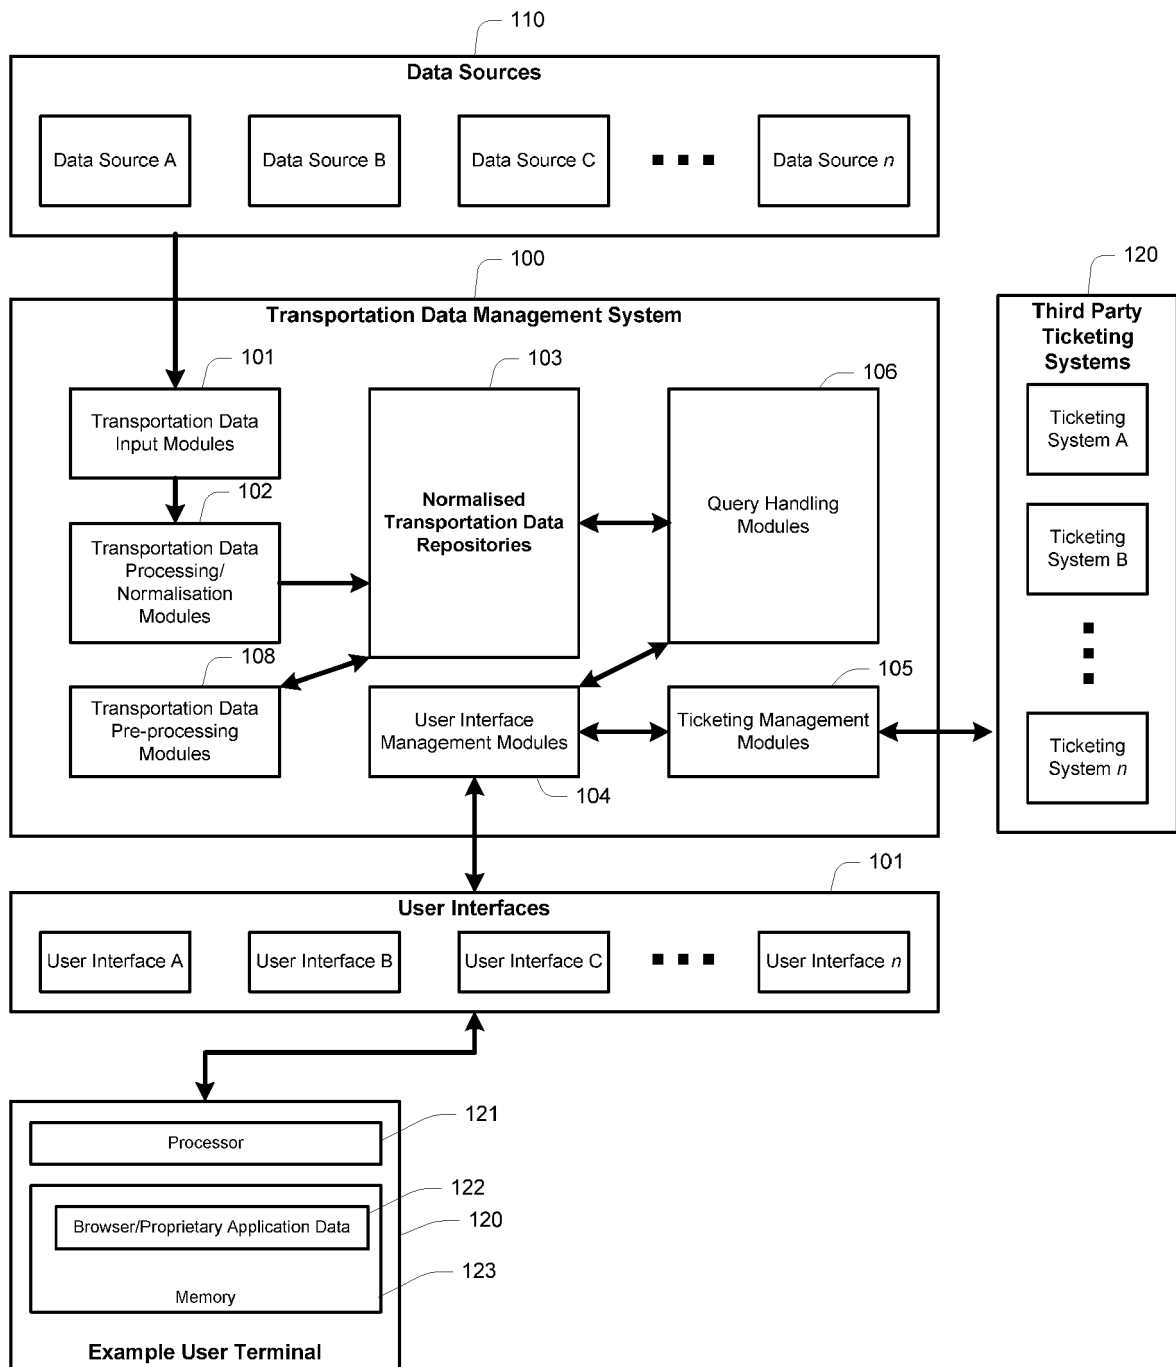 110
Data Sources
Data Source A
Data Source B
Data Source C
Data Source n
100
120
Transportation Data Management System
Third Party
Ticketing
Systems
101
103
106
Transportation Data
Input Modules
Ticketing
System A
102
Normalised
Transportation Data
Repositories
Query Handling
Modules
Transportation Data
Processing/
Normalisation
Modules
Ticketing
System B
108
105
Transportation Data
Pre-processing
Modules
User Interface
Management Modules
Ticketing Management
Modules
Ticketing
System n
104
101
User Interfaces
User Interface A
User Interface B
User Interface C
User Interface n
121
Processor
122
Browser/Proprietary Application Data
120
123
Memory
Example User Terminal